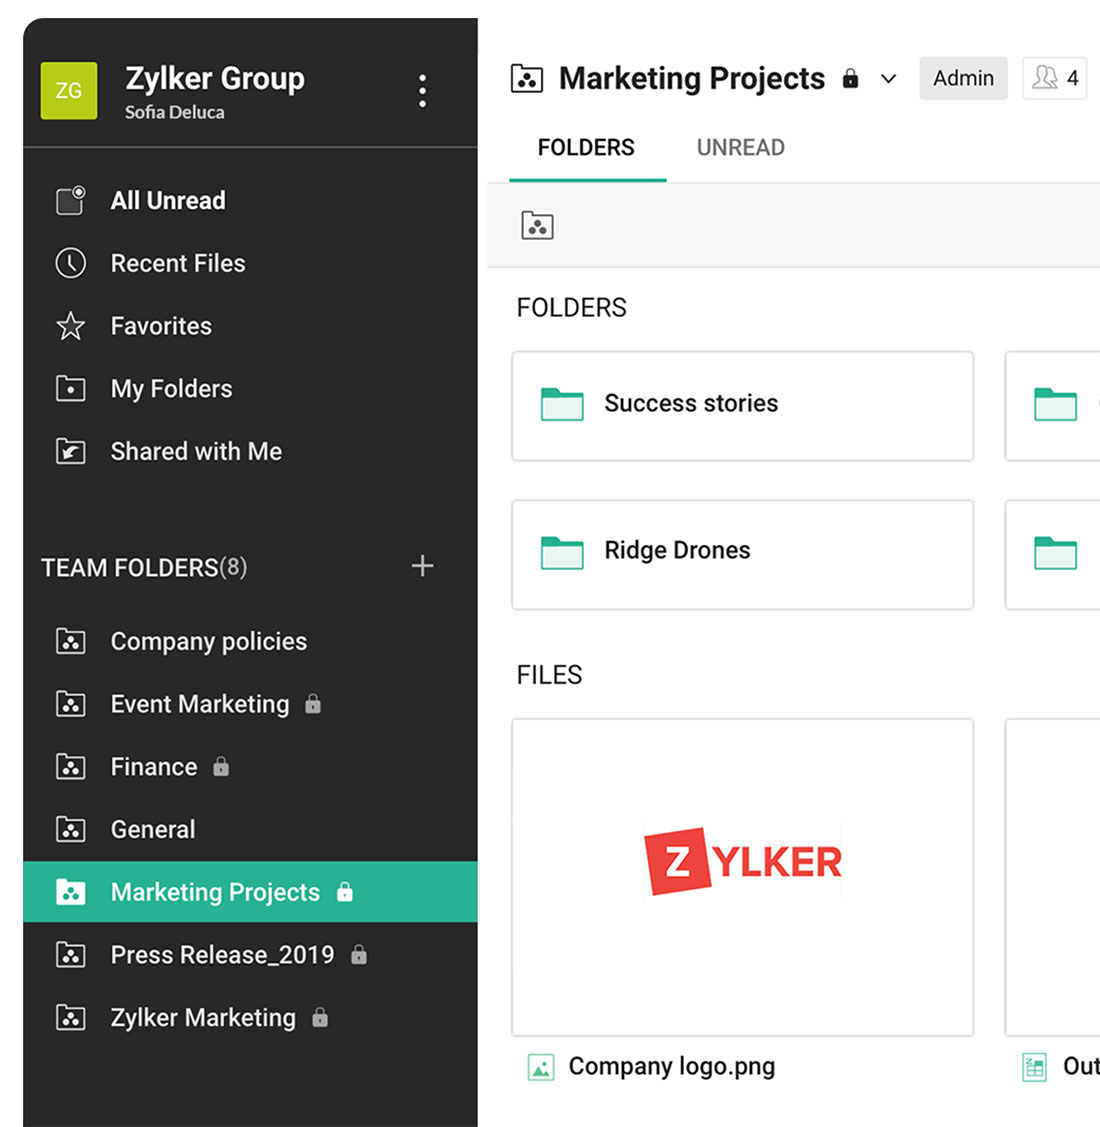 ZG
Zylker Group
Sofia Deluca
All Unread
Recent Files
Favorites
My Folders
Shared with Me
TEAM FOLDERS(8)
Company policies
Event Marketing
Finance
General
Marketing Projects
Press Release_2019
Zylker Marketing
Marketing Projects
Admin
4
FOLDERS
UNREAD
FOLDERS
Success stories
Ridge Drones
FILES
ZYLKER
Company logo.png
Out